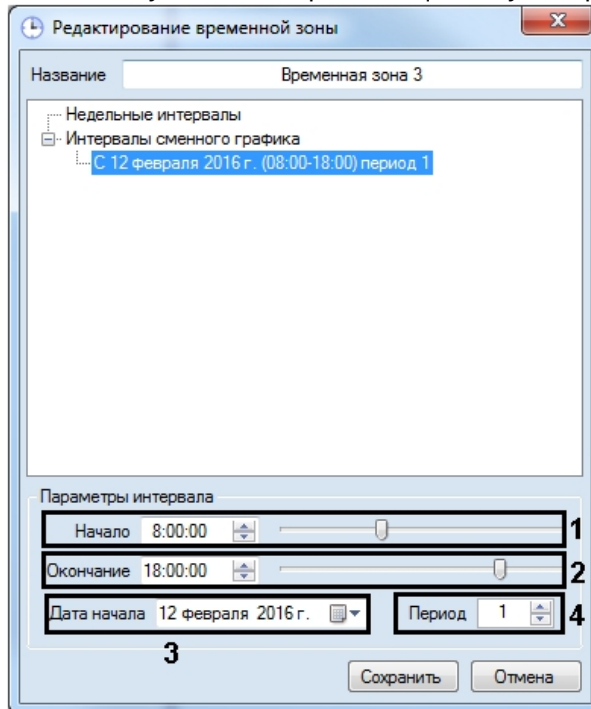 Редактирование временной зоны
Название Временная зона 3
Недельные интервалы
Интервалы сменного графика
С 12 февраля 2016 г. (08:00-18:00) период 1
Параметры интервала
Начало 8:00:00 1
Окончание 18:00:00 2
Дата начала 12 февраля 2016 г. Период 1 4
3
Сохранить Отмена